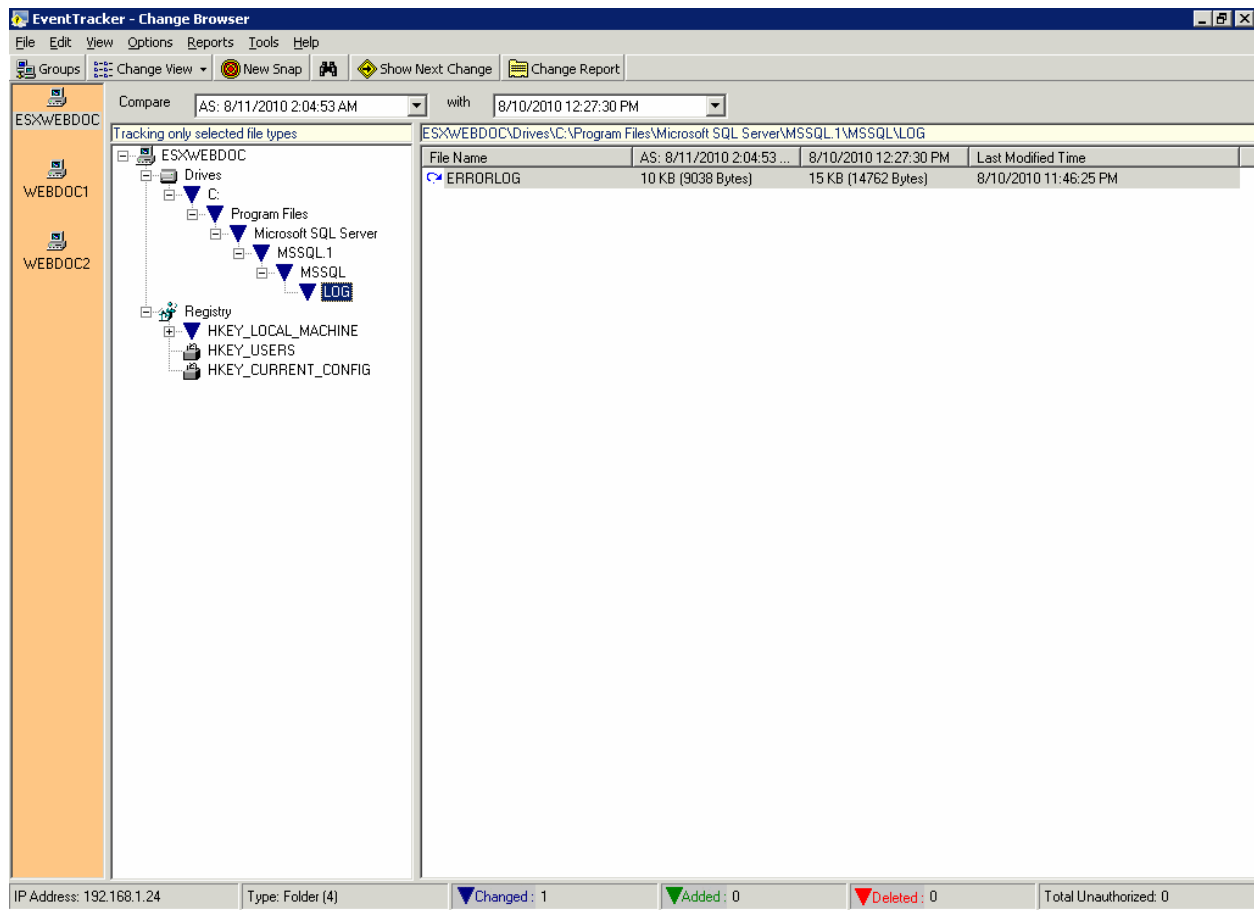 EventTracker - Change Browser
File Edit View Options Reports Tools Help
Groups Change View New Snap Show Next Change Change Report
Compare AS: 8/11/2010 2:04:53 AM with 8/10/2010 12:27:30 PM
ESXWEBDOC
WEBDOC1
WEBDOC2
Tracking only selected file types
ESXWEBDOC
Drives
C:
Program Files
Microsoft SQL Server
MSSQL.1
MSSQL
LOG
Registry
HKEY_LOCAL_MACHINE
HKEY_USERS
HKEY_CURRENT_CONFIG
ESXWEBDOC\Drives\C:\Program Files\Microsoft SQL Server\MSSQL.1\MSSQL\LOG
File Name AS: 8/11/2010 2:04:53 ... 8/10/2010 12:27:30 PM Last Modified Time
ERRORLOG 10 KB (9038 Bytes) 15 KB (14762 Bytes) 8/10/2010 11:46:25 PM
IP Address: 192.168.1.24 Type: Folder (4) Changed : 1 Added : 0 Deleted : 0 Total Unauthorized: 0